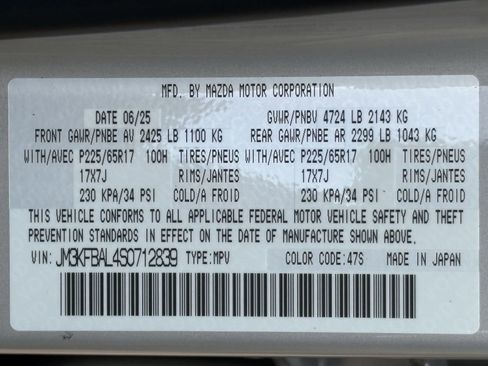 MFD. BY MAZDA MOTOR CORPORATION
DATE 06/25 GVWR/PNBV 4724 LB 2143 KG
FRONT GAWR/PNBE AV 2425 LB 1100 KG REAR GAWR/PNBE AR 2299 LB 1043 KG
WITH/AVEC P225/65R17 100H TIRES/PNEUS WITH/AVEC P225/65R17 100H TIRES/PNEUS
17X7J RIMS/JANTES 17X7J RIMS/JANTES
230 KPA/34 PSI COLD/A FROID 230 KPA/34 PSI COLD/A FROID
THIS VEHICLE CONFORMS TO ALL APPLICABLE FEDERAL MOTOR VEHICLE SAFETY AND THEFT
PREVENTION STANDARDS IN EFFECT ON THE DATE OF MANUFACTURE SHOWN ABOVE.
VIN: JM3KFBAL4S0712839 TYPE:MPV COLOR CODE:47S MADE IN JAPAN